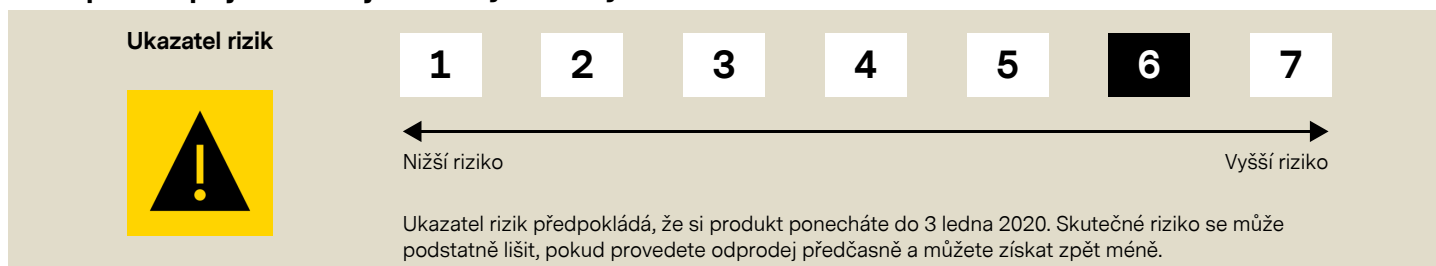 Ukazatel rizik
1 2 3 4 5 6 7
Nižší riziko Vyšší riziko
Ukazatel rizik předpokládá, že si produkt ponecháte do 3 ledna 2020. Skutečné riziko se může
podstatně lišit, pokud provedete odprodej předčasně a můžete získat zpět méně.